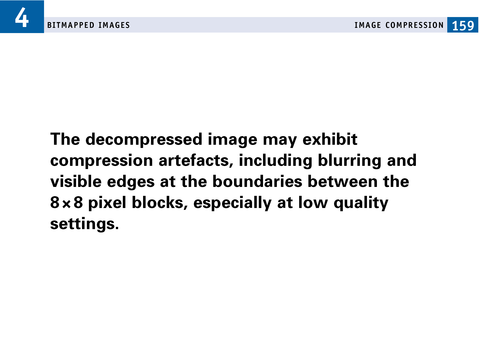 4
BITMAPPED IMAGES
IMAGE COMPRESSION 159
The decompressed image may exhibit
compression artefacts, including blurring and
visible edges at the boundaries between the
8×8 pixel blocks, especially at low quality
settings.